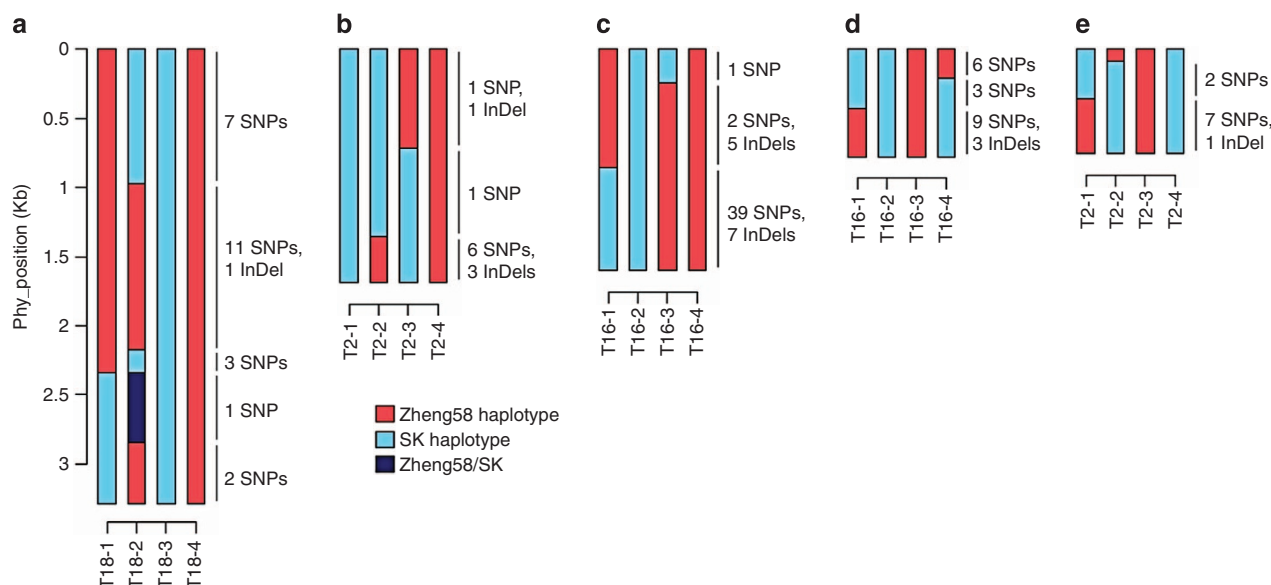 a
Phy_position (Kb)
0
0.5
1
1.5
2
2.5
3
7 SNPs
11 SNPs,
1 InDel
3 SNPs
1 SNP
2 SNPs
T18-1
T18-2
T18-3
T18-4
b
1 SNP,
1 InDel
1 SNP
6 SNPs,
3 InDels
T2-1
T2-2
T2-3
T2-4
c
1 SNP
2 SNPs,
5 InDels
39 SNPs,
7 InDels
T16-1
T16-2
T16-3
T16-4
d
6 SNPs
3 SNPs
9 SNPs,
3 InDels
T16-1
T16-2
T16-3
T16-4
e
2 SNPs
7 SNPs,
1 InDel
T2-1
T2-2
T2-3
T2-4
Zheng58 haplotype
SK haplotype
Zheng58/SK